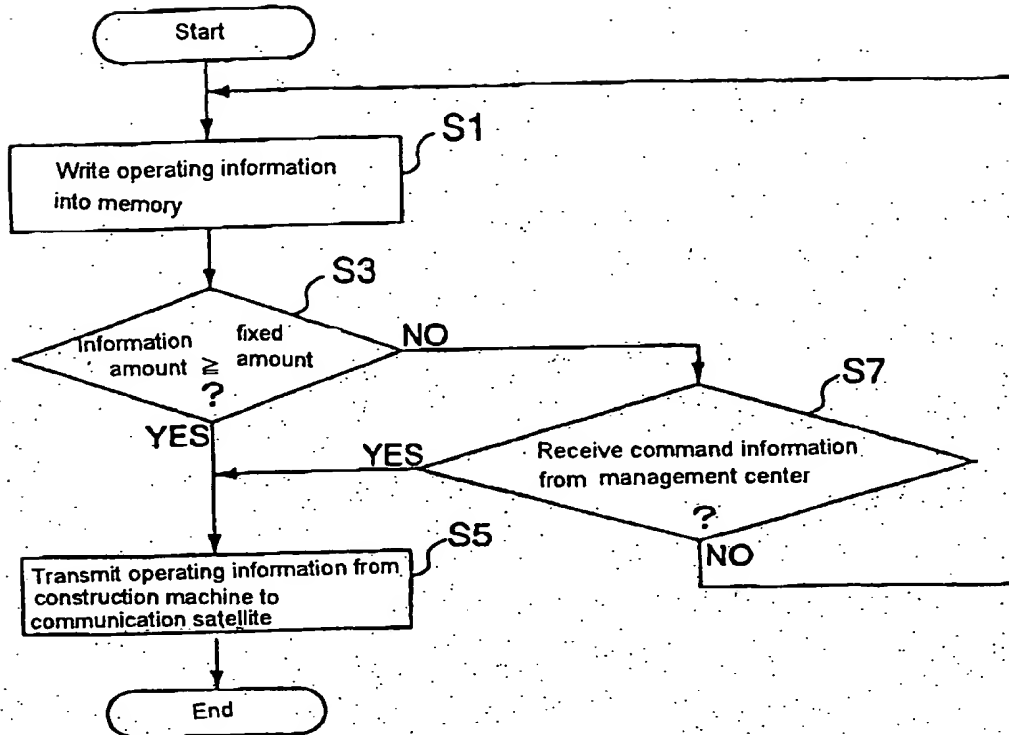 Start
S1
Write operating information
into memory
S3
Information amount ≧ fixed amount
?
NO
YES
S7
Receive command information
from management center
?
YES
NO
S5
Transmit operating information from
construction machine to
communication satellite
End